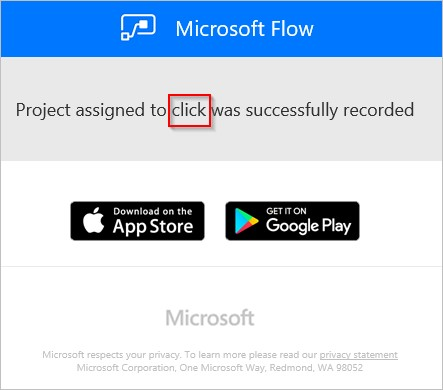 Microsoft Flow
Project assigned to click was successfully recorded
Download on the
App Store
GET IT ON
Google Play
Microsoft
Microsoft respects your privacy. To learn more please read our privacy statement
Microsoft Corporation, One Microsoft Way, Redmond, WA 98052